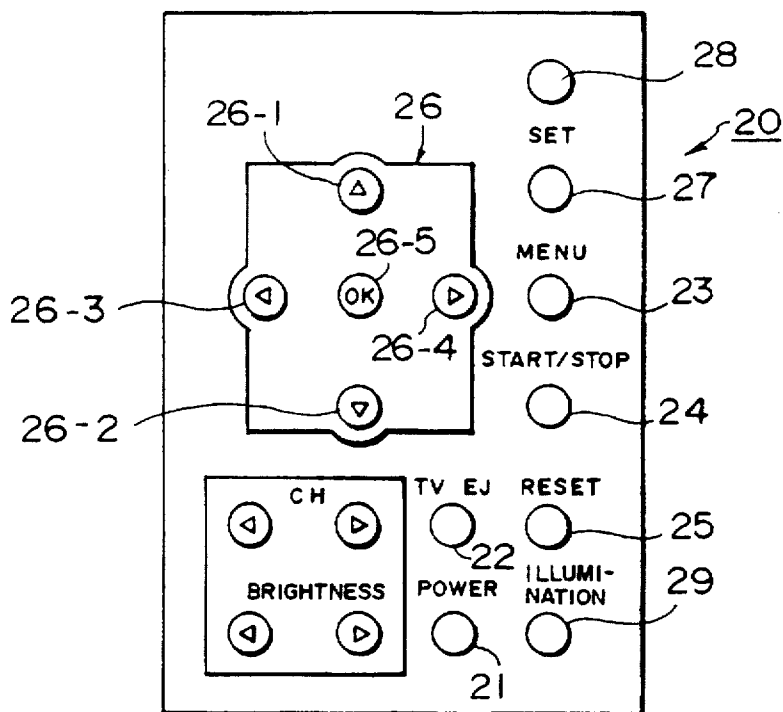 28
26-1
26
SET
20
27
26-5
MENU
OK
26-3
26-4
23
START/STOP
26-2
24
CH
TV EJ
RESET
22
25
BRIGHTNESS
POWER
ILLUMI-
NATION
29
21